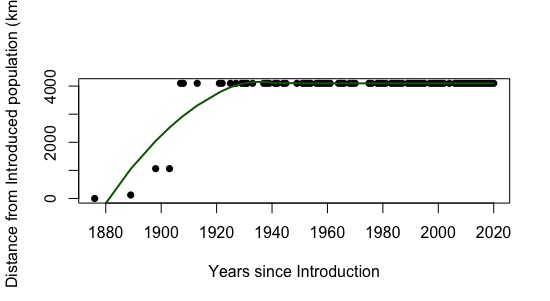 Distance from Introduced population (km
4000
2000
0
1880 1900 1920 1940 1960 1980 2000 2020
Years since Introduction